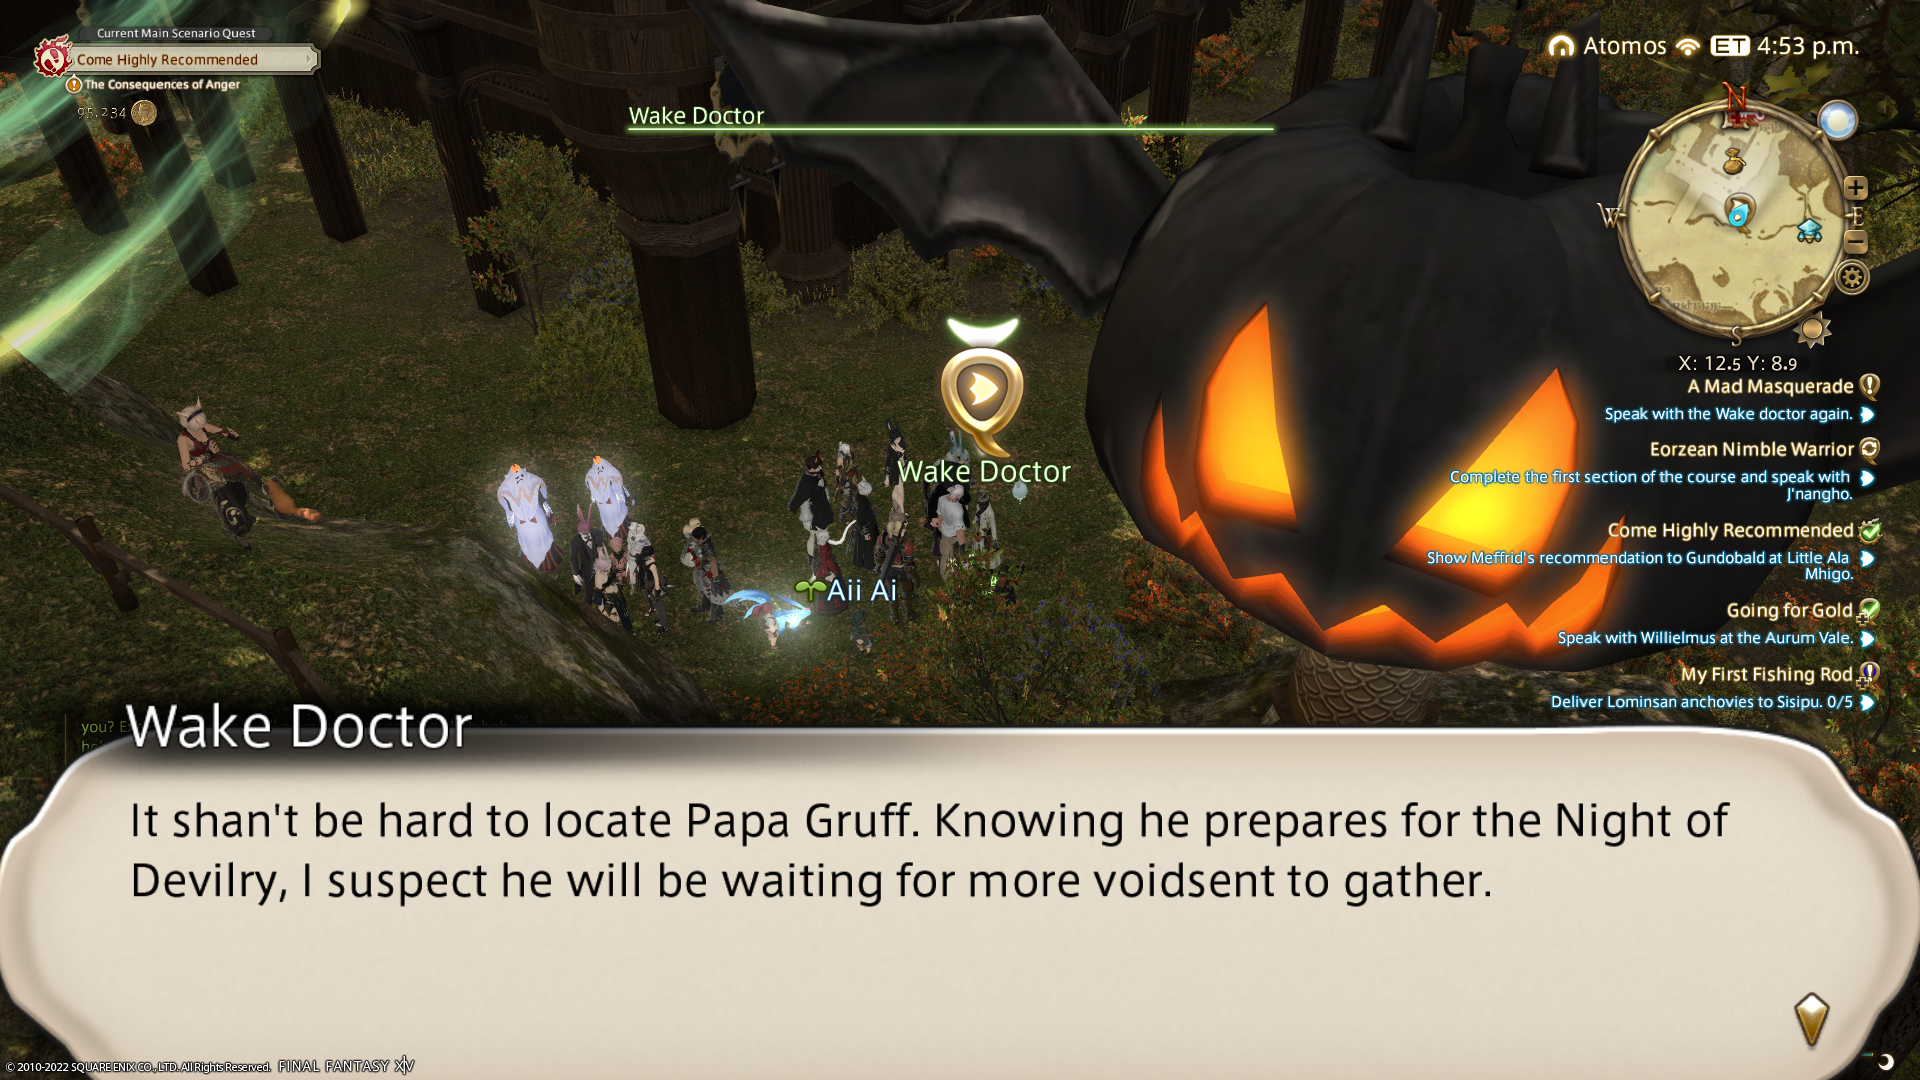 Current Main Scenario Quest
Come Highly Recommended
The Consequences of Anger
95,234
Wake Doctor
Atomos ET 4:53 p.m.
N
W
E
S
X: 12.5 Y: 8.9
A Mad Masquerade
Speak with the Wake doctor again.
Eorzean Nimble Warrior
Complete the first section of the course and speak with
J'nangho.
Come Highly Recommended
Show Meffrid's recommendation to Gundobald at Little Ala
Mhigo.
Going for Gold
Speak with Willielmus at the Aurum Vale.
My First Fishing Rod
Deliver Lominsan anchovies to Sisipu. 0/5
Wake Doctor
Aii Ai
you?
Wake Doctor
It shan't be hard to locate Papa Gruff. Knowing he prepares for the Night of
Devilry, I suspect he will be waiting for more voidsent to gather.
© 2010-2022 SQUARE ENIX CO., LTD. All Rights Reserved. FINAL FANTASY XIV